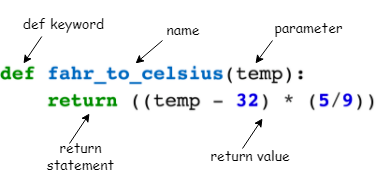 def keyword
name
parameter
def fahr_to_celsius(temp):
    return ((temp - 32) * (5/9))
return
statement
return value